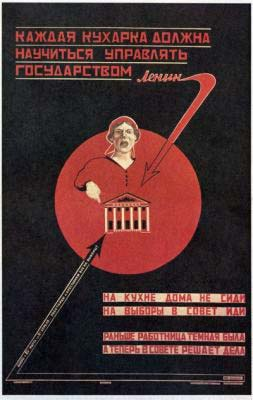 КАЖДАЯ КУХАРКА ДОЛЖНА
НАУЧИТЬСЯ УПРАВЛЯТЬ
ГОСУДАРСТВОМ Ленин
НА КУХНЕ ДОМА НЕ СИДИ
НА ВЫБОРЫ В СОВЕТ ИДИ
РАНЬШЕ РАБОТНИЦА ТЕМНАЯ БЫЛА
А ТЕПЕРЬ В СОВЕТЕ РЕШАЕТ ДЕЛА